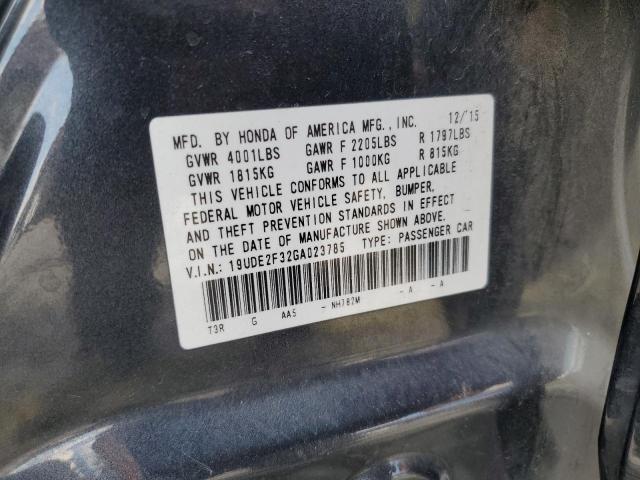 MFD. BY HONDA OF AMERICA MFG., INC. 12/'15
GVWR 4001LBS GAWR F 2205LBS R 1797LBS
GVWR 1815KG GAWR F 1000KG R 815KG
THIS VEHICLE CONFORMS TO ALL APPLICABLE
FEDERAL MOTOR VEHICLE SAFETY, BUMPER,
AND THEFT PREVENTION STANDARDS IN EFFECT
ON THE DATE OF MANUFACTURE SHOWN ABOVE.
V.I.N.: 19UDE2F32GA023785 TYPE: PASSENGER CAR
T3R G AA5 - NH782M - A - A